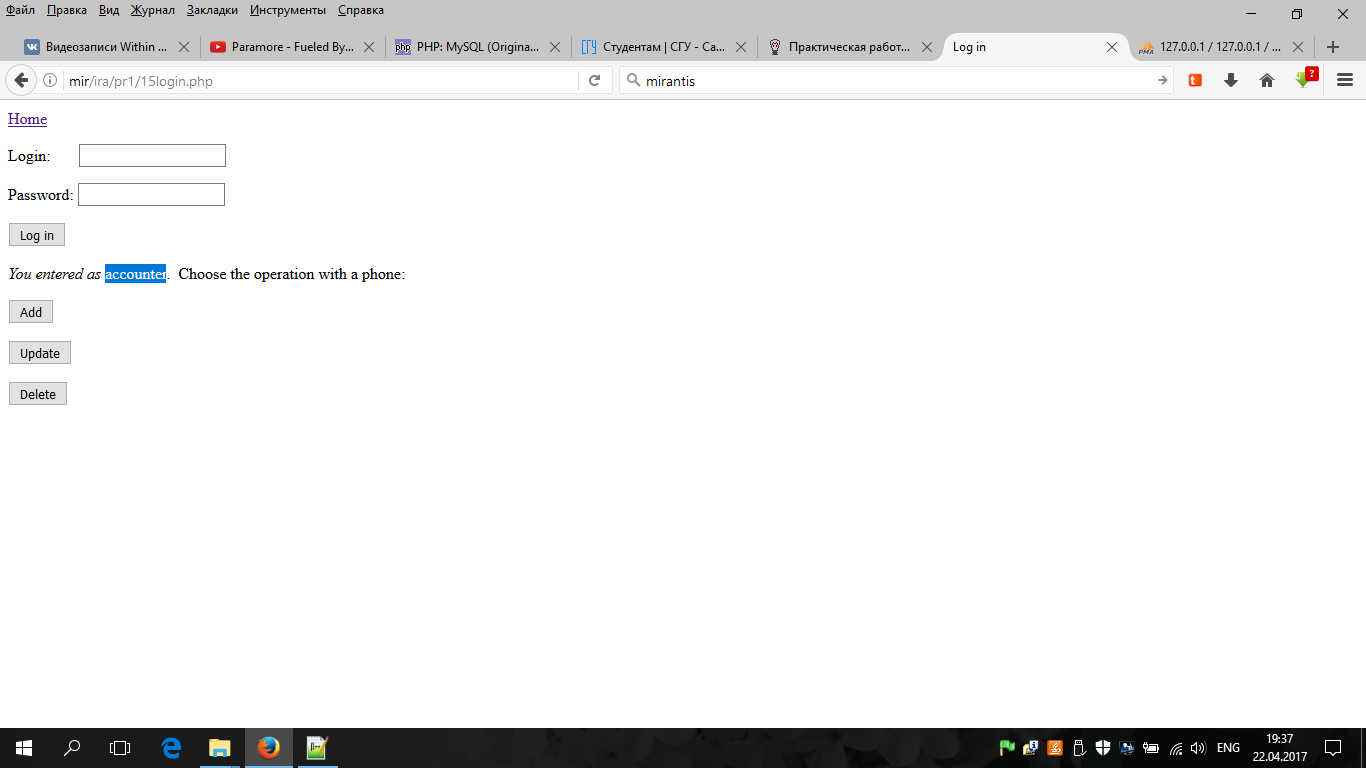 Файл Правка Вид Журнал Закладки Инструменты Справка
Видеозаписи Within ... Paramore - Fueled By... php PHP: MySQL (Origina... Студентам | СГУ - Са... Практическая работ... Log in PMA 127.0.0.1 / 127.0.0.1 / ...
mir/ira/pr1/15login.php mirantis ?
Home
Login:
Password:
Log in
You entered as accounter. Choose the operation with a phone:
Add
Update
Delete
ENG 19:37
22.04.2017